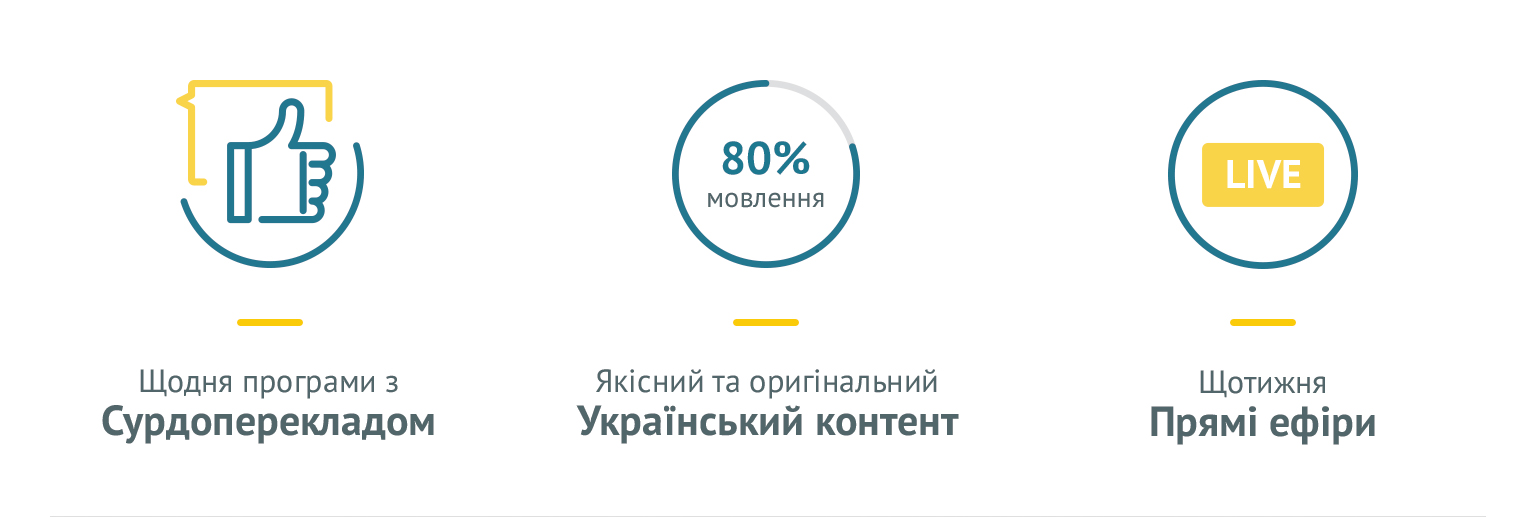 80%
мовлення
LIVE
Щодня програми з
Сурдоперекладом
Якісний та оригінальний
Український контент
Щотижня
Прямі ефіри